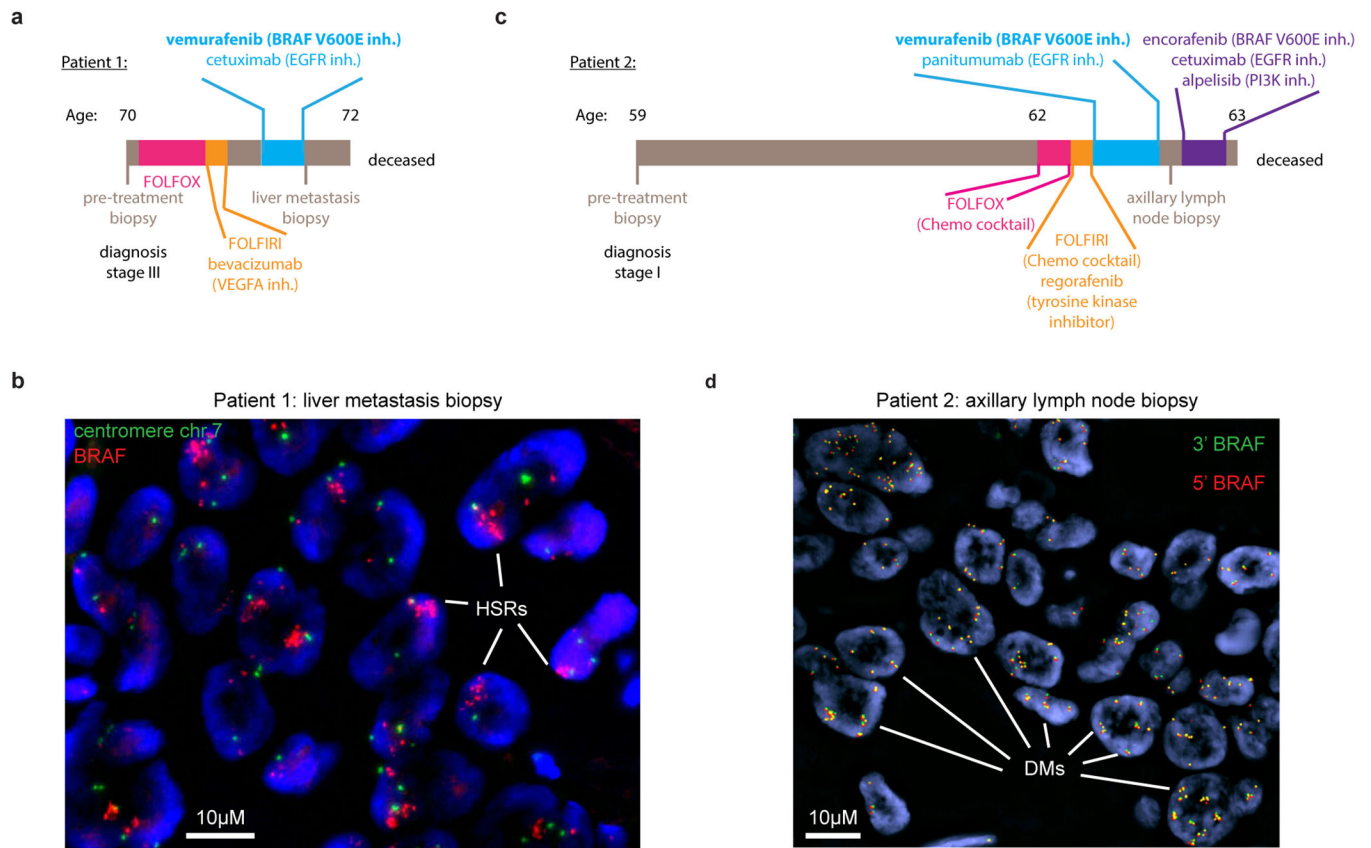 a
vemurafenib (BRAF V600E inh.)
cetuximab (EGFR inh.)
Patient 1:
Age: 70 72
deceased
FOLFOX
pre-treatment
biopsy
liver metastasis
biopsy
diagnosis
stage III
FOLFIRI
bevacizumab
(VEGFA inh.)
c
vemurafenib (BRAF V600E inh.)
panitumumab (EGFR inh.)
encorafenib (BRAF V600E inh.)
cetuximab (EGFR inh.)
alpelisib (PI3K inh.)
Patient 2:
Age: 59 62 63
deceased
pre-treatment
biopsy
diagnosis
stage I
FOLFOX
(Chemo cocktail)
axillary lymph
node biopsy
FOLFIRI
(Chemo cocktail)
regorafenib
(tyrosine kinase
inhibitor)
b
Patient 1: liver metastasis biopsy
centromere chr.7
BRAF
HSRs
10µM
d
Patient 2: axillary lymph node biopsy
3' BRAF
5' BRAF
DMs
10µM